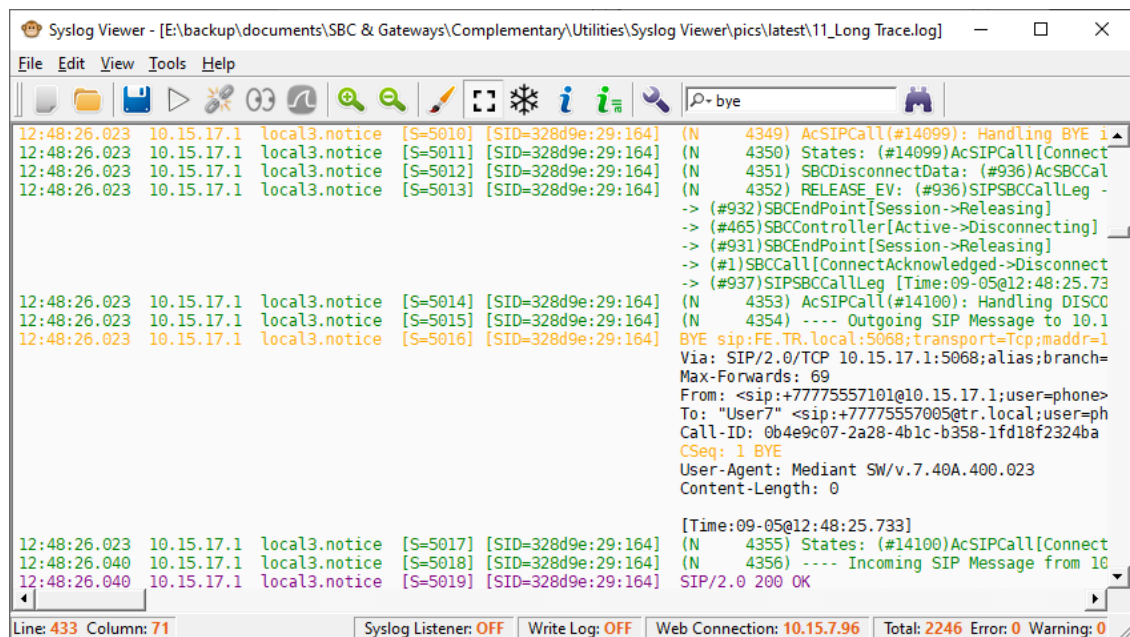 Syslog Viewer - [E:\backup\documents\SBC & Gateways\Complementary\Utilities\Syslog Viewer\pics\latest\11_Long Trace.log]
File Edit View Tools Help
bye
12:48:26.023 10.15.17.1 local3.notice [S=5010] [SID=328d9e:29:164] (N 4349) AcSIPCall(#14099): Handling BYE i
12:48:26.023 10.15.17.1 local3.notice [S=5011] [SID=328d9e:29:164] (N 4350) States: (#14099)AcSIPCall[Connect
12:48:26.023 10.15.17.1 local3.notice [S=5012] [SID=328d9e:29:164] (N 4351) SBCDisconnectData: (#936)AcSBCCal
12:48:26.023 10.15.17.1 local3.notice [S=5013] [SID=328d9e:29:164] (N 4352) RELEASE_EV: (#936)SIPSBCCallLeg -
-> (#932)SBCEndPoint[Session->Releasing]
-> (#465)SBCController[Active->Disconnecting]
-> (#931)SBCEndPoint[Session->Releasing]
-> (#1)SBCCall[ConnectAcknowledged->Disconnect
-> (#937)SIPSBCCallLeg [Time:09-05@12:48:25.73
12:48:26.023 10.15.17.1 local3.notice [S=5014] [SID=328d9e:29:164] (N 4353) AcSIPCall(#14100): Handling DISCO
12:48:26.023 10.15.17.1 local3.notice [S=5015] [SID=328d9e:29:164] (N 4354) ---- Outgoing SIP Message to 10.1
12:48:26.023 10.15.17.1 local3.notice [S=5016] [SID=328d9e:29:164] BYE sip:FE.TR.local:5068;transport=Tcp;maddr=1
Via: SIP/2.0/TCP 10.15.17.1:5068;alias;branch=
Max-Forwards: 69
From: <sip:+77775557101@10.15.17.1;user=phone>
To: "User7" <sip:+77775557005@tr.local;user=ph
Call-ID: 0b4e9c07-2a28-4b1c-b358-1fd18f2324ba
CSeq: 1 BYE
User-Agent: Mediant SW/v.7.40A.400.023
Content-Length: 0
[Time:09-05@12:48:25.733]
12:48:26.023 10.15.17.1 local3.notice [S=5017] [SID=328d9e:29:164] (N 4355) States: (#14100)AcSIPCall[Connect
12:48:26.040 10.15.17.1 local3.notice [S=5018] [SID=328d9e:29:164] (N 4356) ---- Incoming SIP Message from 10
12:48:26.040 10.15.17.1 local3.notice [S=5019] [SID=328d9e:29:164] SIP/2.0 200 OK
Line: 433 Column: 71 Syslog Listener: OFF Write Log: OFF Web Connection: 10.15.7.96 Total: 2246 Error: 0 Warning: 0